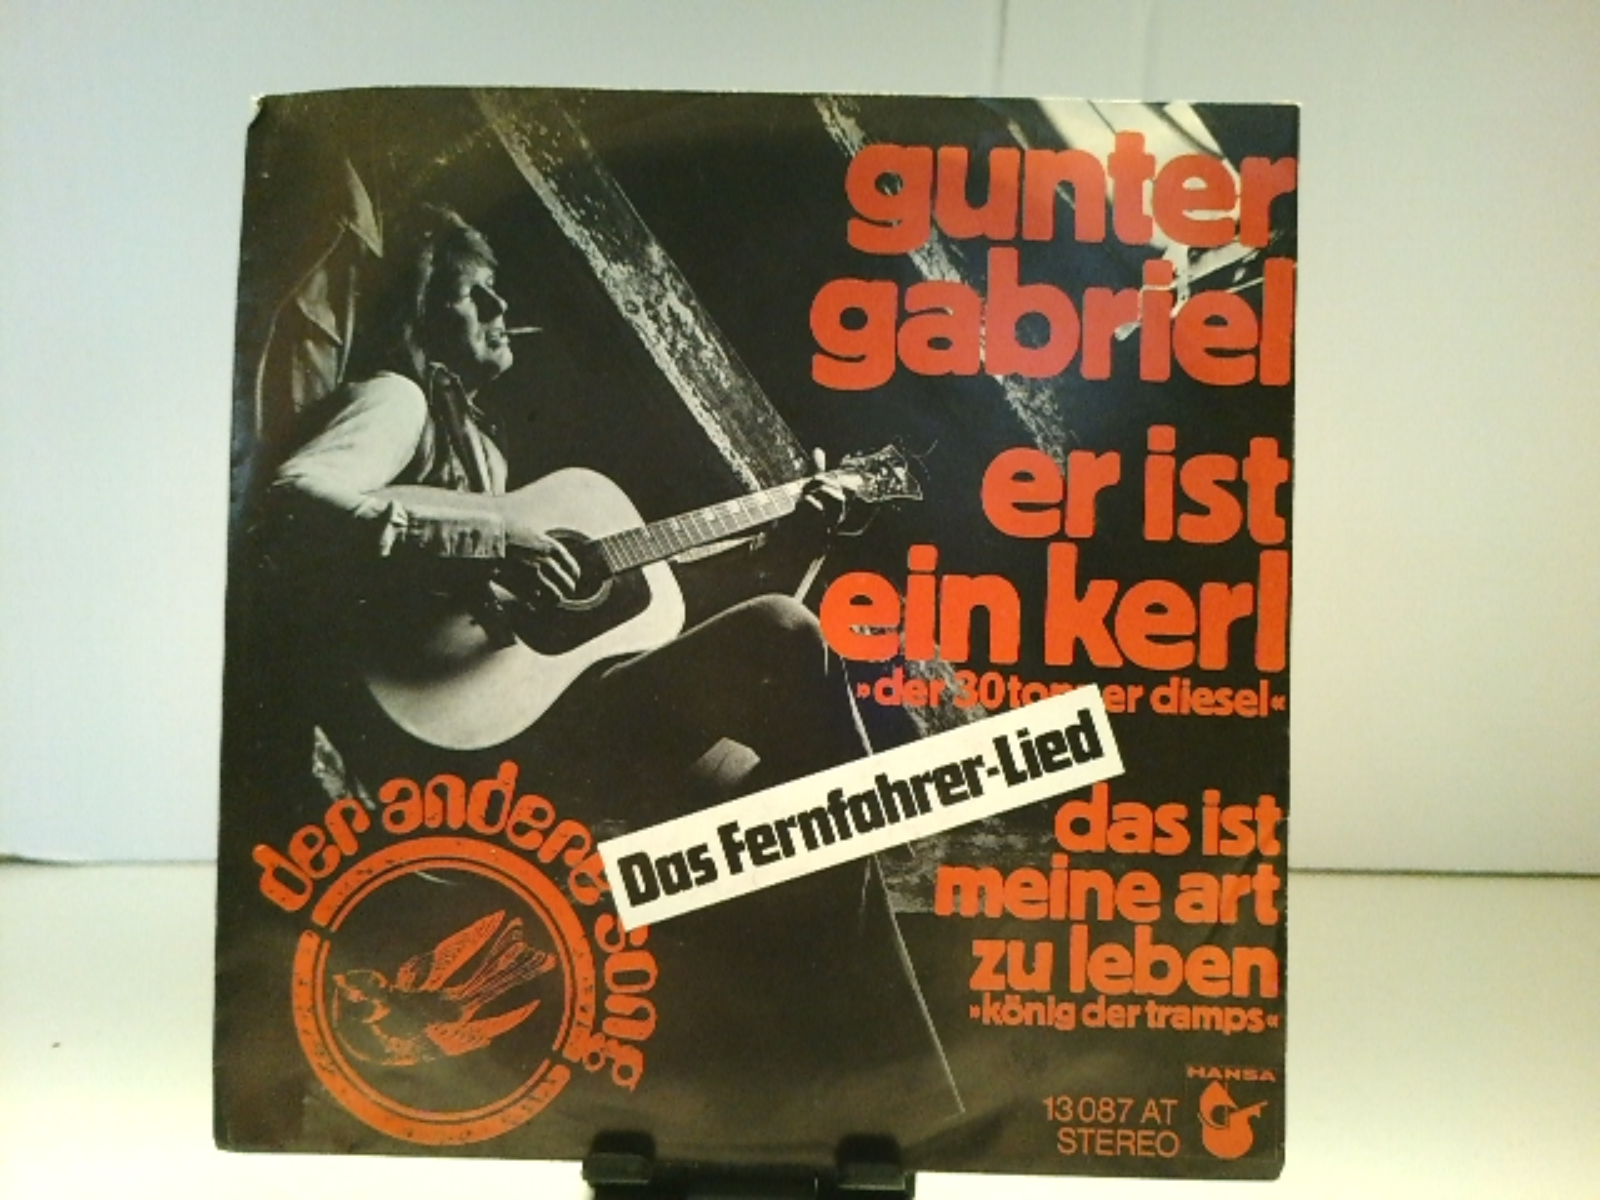 gunter
gabriel
er ist
ein kerl
»der 30 tonner diesel«
Das Fernfahrer-Lied
das ist
meine art
zu leben
»könig der tramps«
der andere song
HANSA
13 087 AT
STEREO